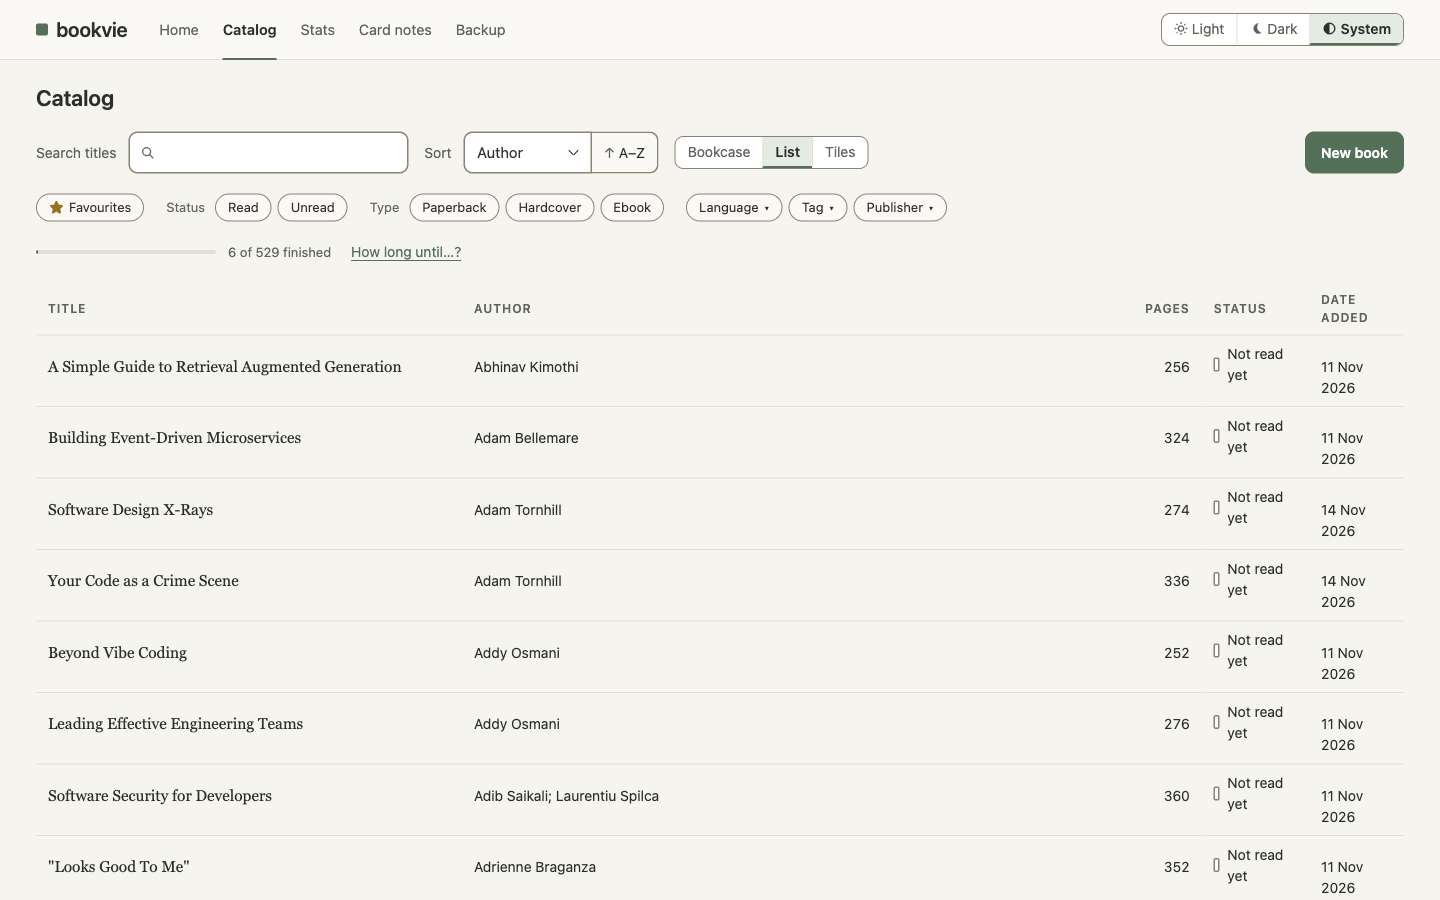 bookvie
Home Catalog Stats Card notes Backup
Light Dark System
Catalog
Search titles
Sort Author ↑ A–Z
Bookcase List Tiles
New book
Favourites Status Read Unread Type Paperback Hardcover Ebook Language ▾ Tag ▾ Publisher ▾
6 of 529 finished How long until...?
TITLE AUTHOR PAGES STATUS DATE
ADDED
A Simple Guide to Retrieval Augmented Generation Abhinav Kimothi 256 Not read
yet 11 Nov
2026
Building Event-Driven Microservices Adam Bellemare 324 Not read
yet 11 Nov
2026
Software Design X-Rays Adam Tornhill 274 Not read
yet 14 Nov
2026
Your Code as a Crime Scene Adam Tornhill 336 Not read
yet 14 Nov
2026
Beyond Vibe Coding Addy Osmani 252 Not read
yet 11 Nov
2026
Leading Effective Engineering Teams Addy Osmani 276 Not read
yet 11 Nov
2026
Software Security for Developers Adib Saikali; Laurentiu Spilca 360 Not read
yet 11 Nov
2026
"Looks Good To Me" Adrienne Braganza 352 Not read
yet 11 Nov
2026